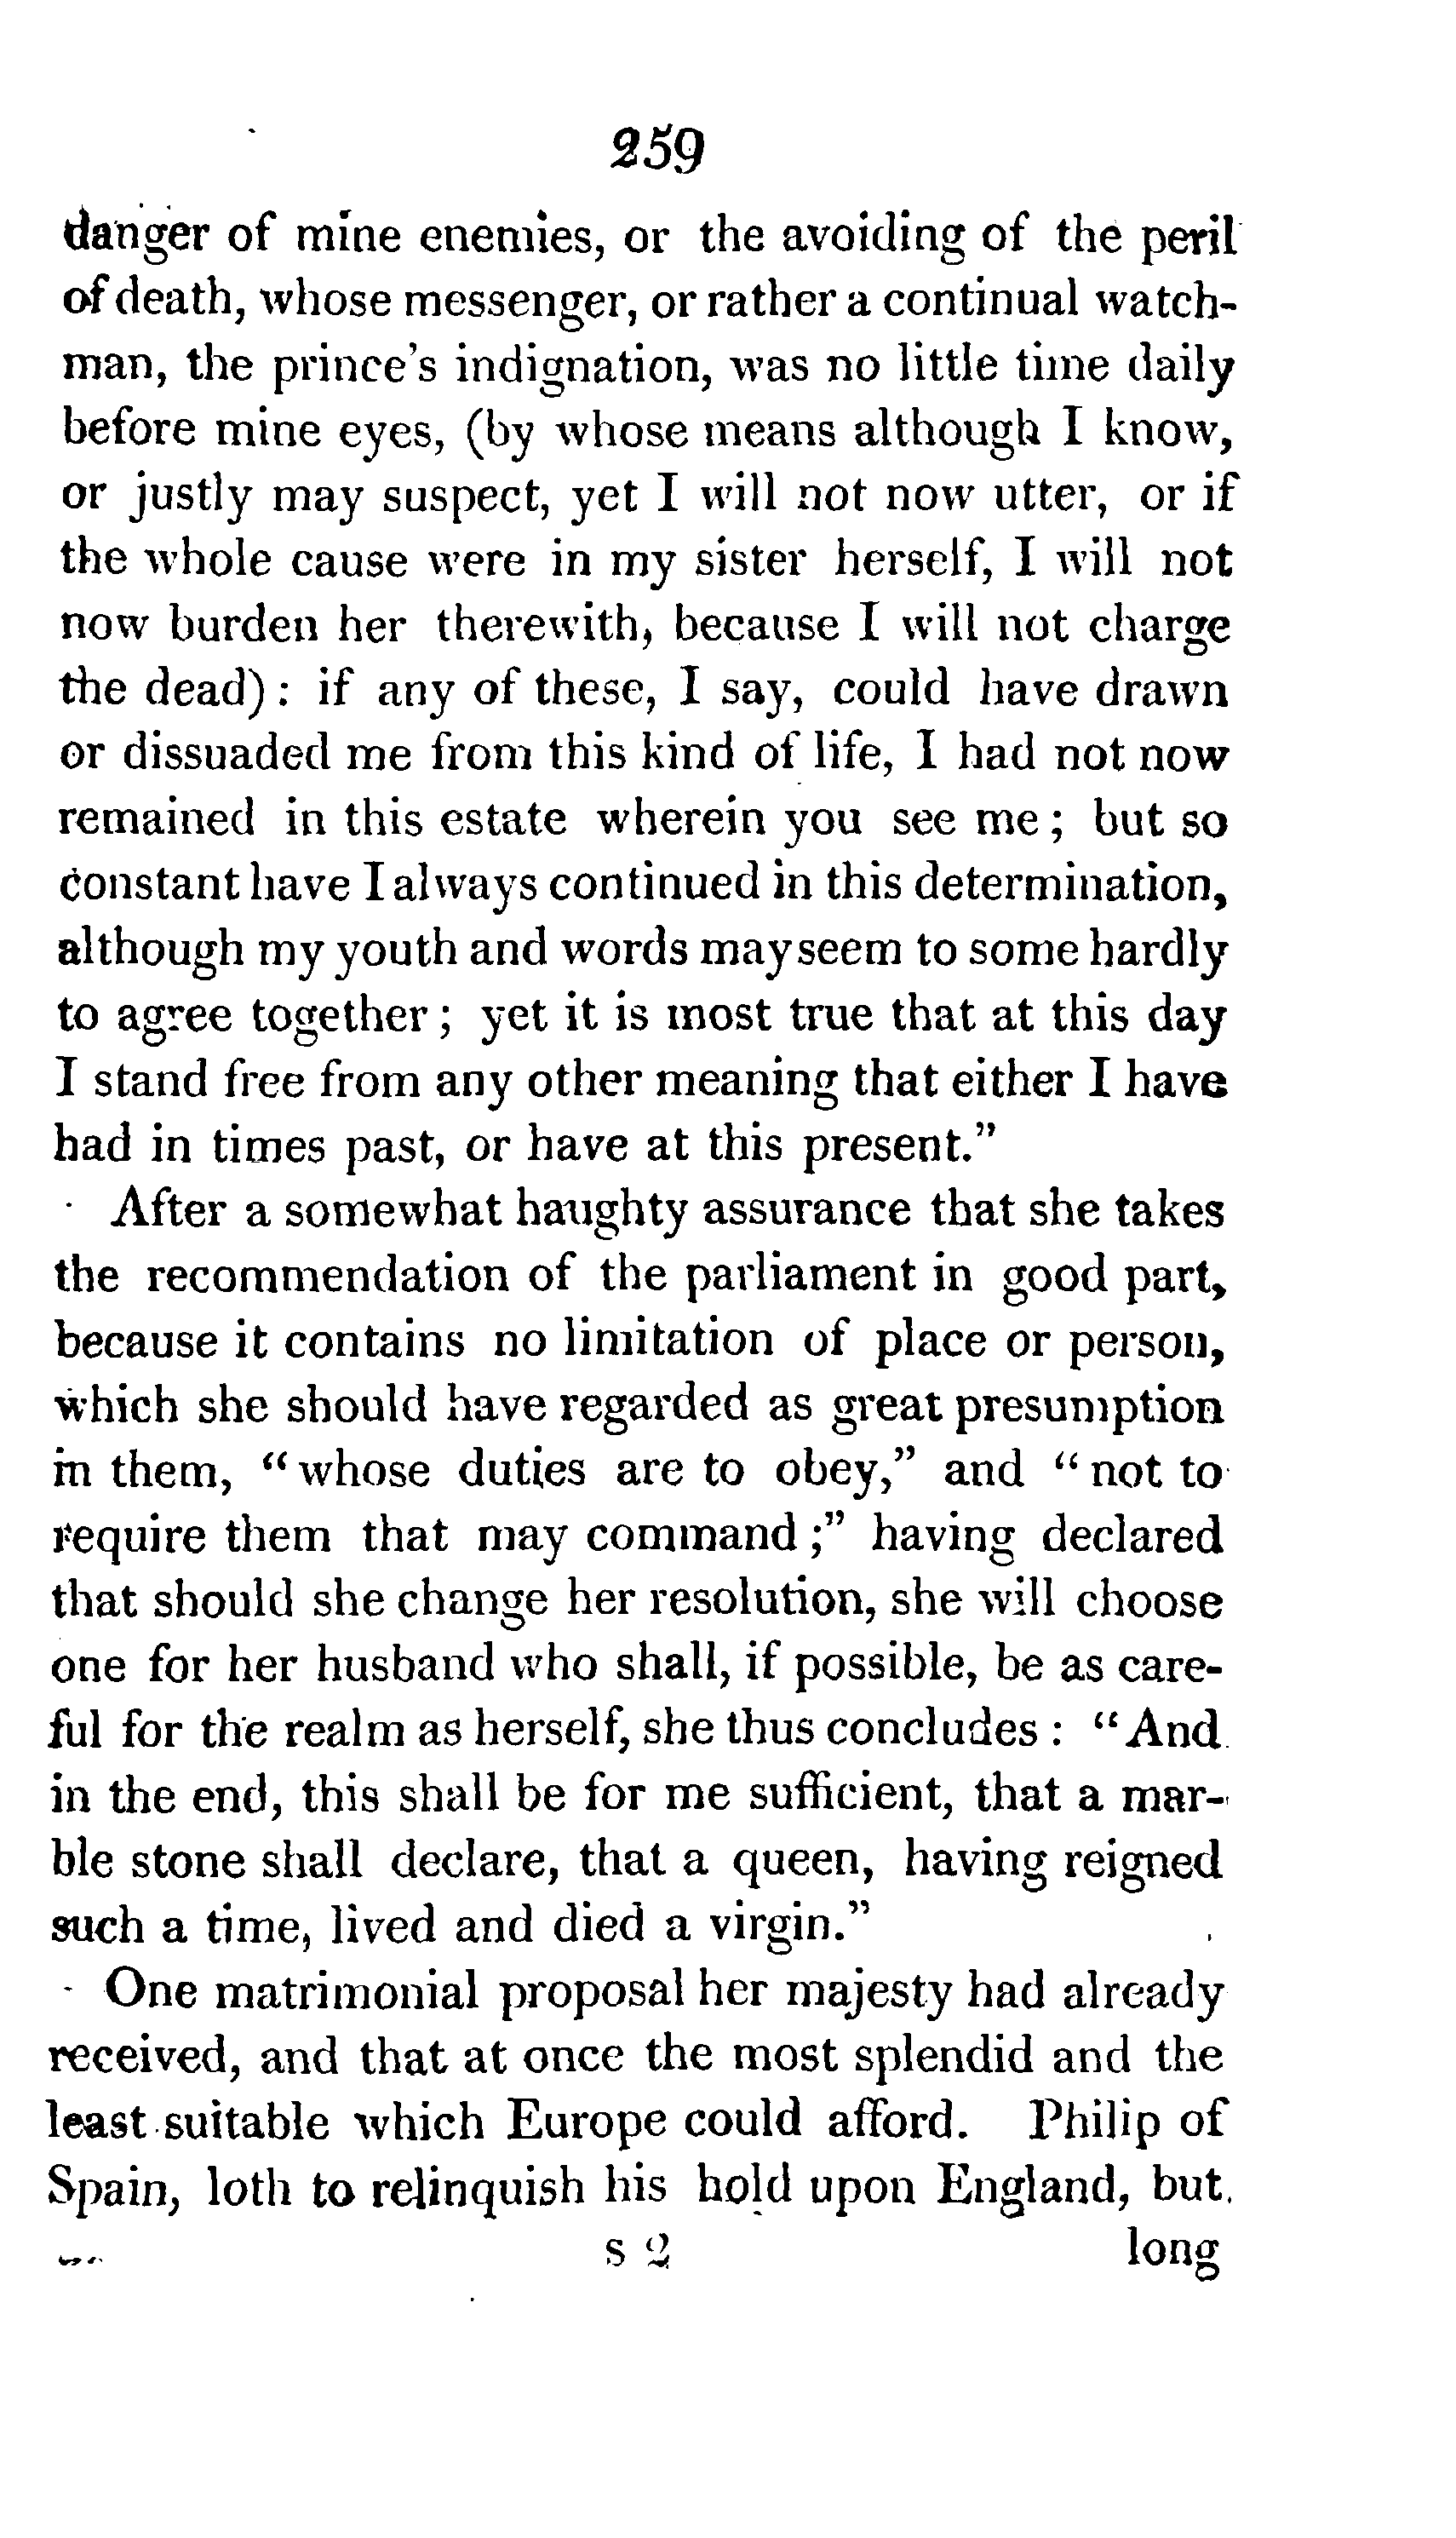 259
danger of mine enemies, or the avoiding of the peril
of death, whose messenger, or rather a continual watch-
man, the prince's indignation, was no little time daily
before mine eyes, (by whose means although I know,
or justly may suspect, yet I will not now utter, or if
the whole cause were in my sister herself, I will not
now burden her therewith, because I will not charge
the dead) : if any of these, I say, could have drawn
or dissuaded me from this kind of life, I had not now
remained in this estate wherein you see me ; but so
constant have I always continued in this determination,
although my youth and words may seem to some hardly
to agree together ; yet it is most true that at this day
I stand free from any other meaning that either I have
had in times past, or have at this present."
After a somewhat haughty assurance that she takes
the recommendation of the parliament in good part,
because it contains no limitation of place or person,
which she should have regarded as great presumption
in them, "whose duties are to obey," and "not to
require them that may command ;" having declared
that should she change her resolution, she will choose
one for her husband who shall, if possible, be as care-
ful for the realm as herself, she thus concludes : "And
in the end, this shall be for me sufficient, that a mar-
ble stone shall declare, that a queen, having reigned
such a time, lived and died a virgin."
One matrimonial proposal her majesty had already
received, and that at once the most splendid and the
least suitable which Europe could afford. Philip of
Spain, loth to relinquish his hold upon England, but
s 2 long